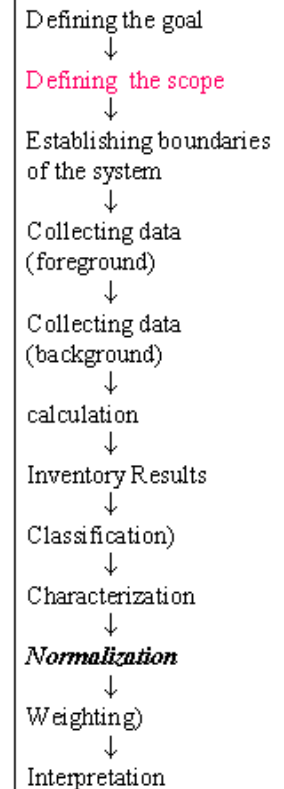 Defining the goal
↓
Defining the scope
↓
Establishing boundaries
of the system
↓
Collecting data
(foreground)
↓
Collecting data
(background)
↓
calculation
↓
Inventory Results
↓
Classification)
↓
Characterization
↓
Normalization
↓
Weighting)
↓
Interpretation